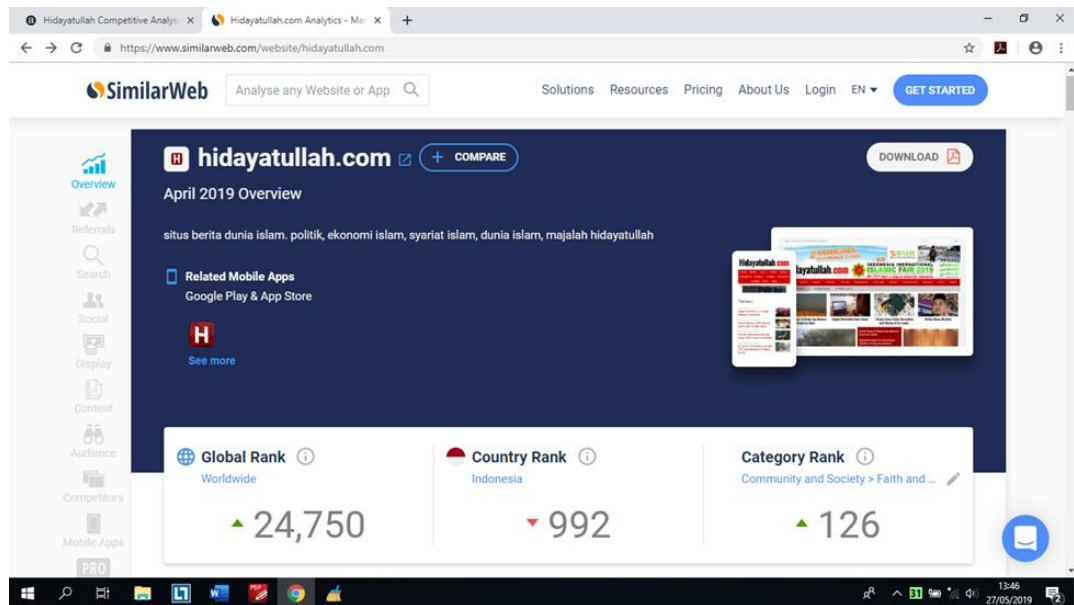 Hidayatullah Competitive Analys
Hidayatullah.com Analytics - Mar
https://www.similarweb.com/website/hidayatullah.com
SimilarWeb
Analyse any Website or App
Solutions Resources Pricing About Us Login EN GET STARTED
hidayatullah.com + COMPARE
DOWNLOAD
April 2019 Overview
situs berita dunia islam. politik, ekonomi islam, syariat islam, dunia islam, majalah hidayatullah
Related Mobile Apps
Google Play & App Store
H
See more
Hidayatullah.com
layatullah.com
INDONESIA INTERNATIONAL
ISLAMIC FAIR 2019
Overview
Referrals
Search
Social
Display
Content
Audience
Competitors
Mobile Apps
PRO
Global Rank
Worldwide
24,750
Country Rank
Indonesia
992
Category Rank
Community and Society > Faith and ...
126
31
13:46
27/05/2019